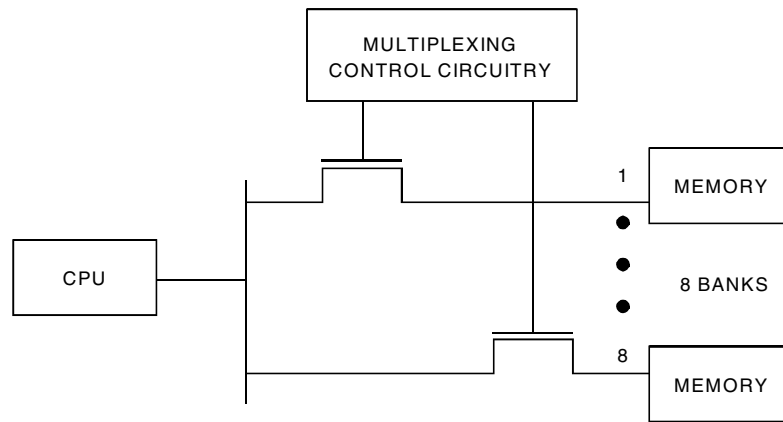 MULTIPLEXING
CONTROL CIRCUITRY
1
MEMORY
CPU
8 BANKS
8
MEMORY